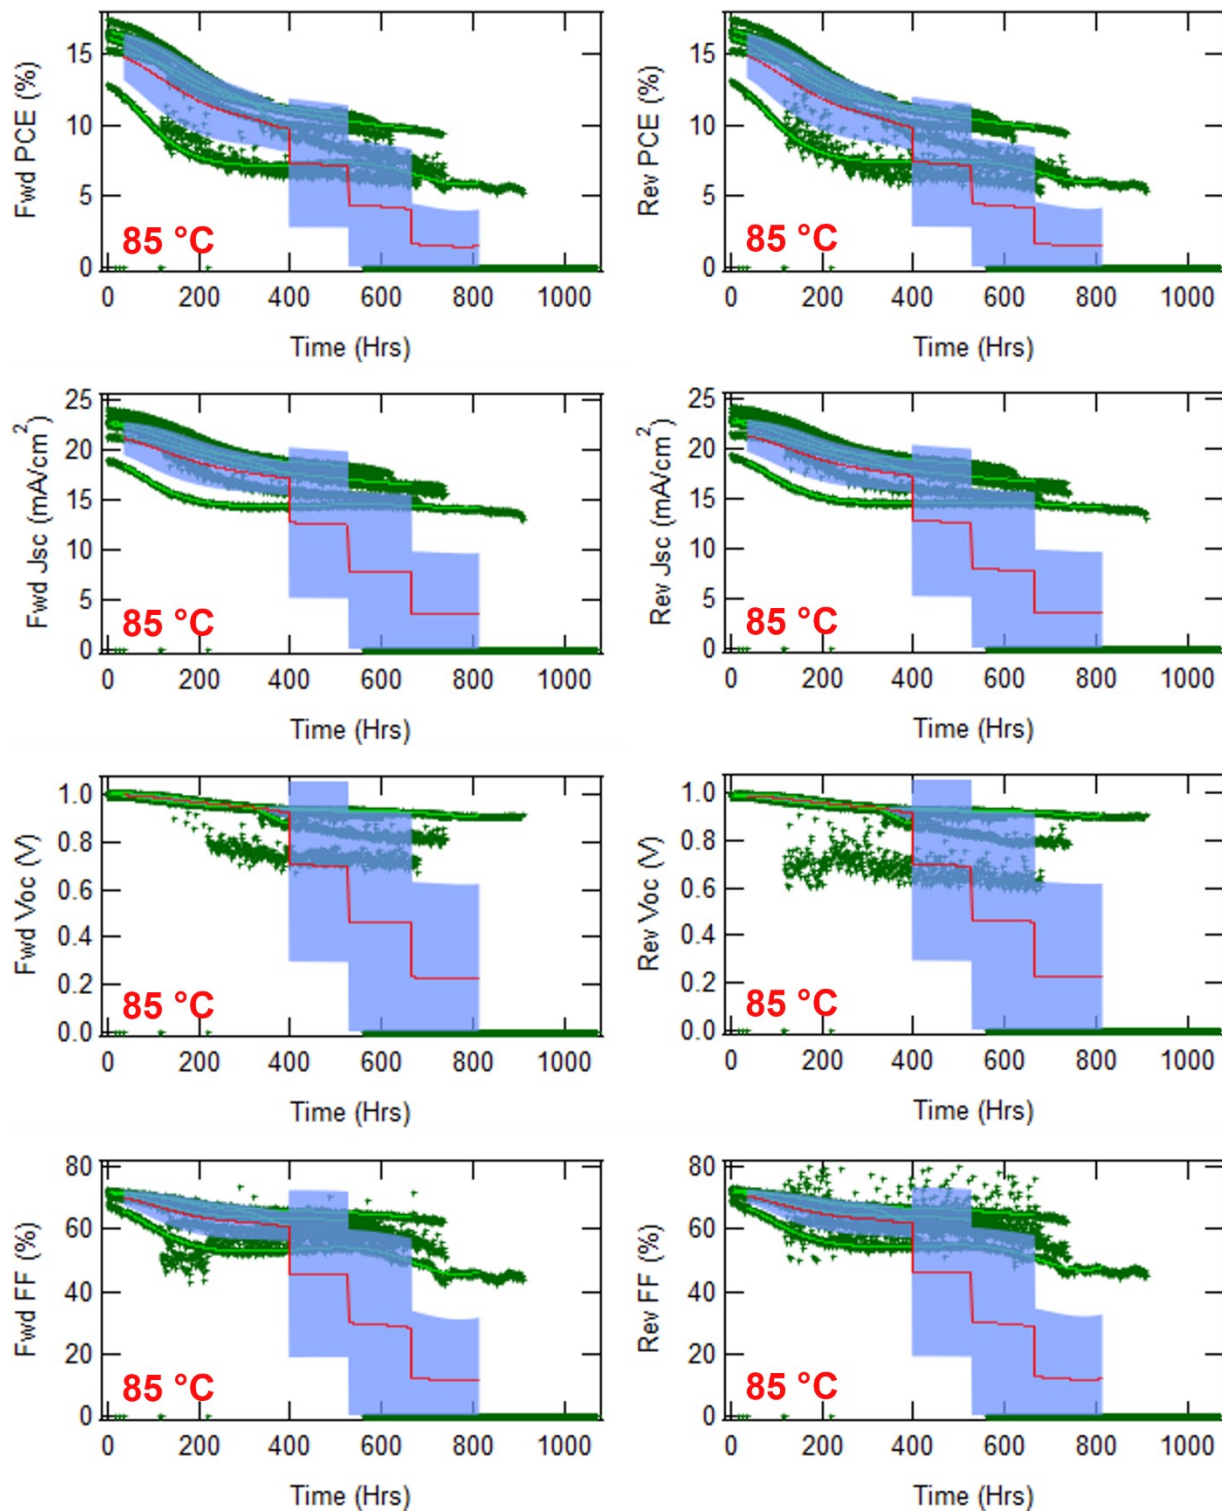 Fwd PCE (%)
15
10
5
0
85 °C
0 200 400 600 800 1000
Time (Hrs)
Rev PCE (%)
15
10
5
0
85 °C
0 200 400 600 800 1000
Time (Hrs)
Fwd Jsc (mA/cm²)
25
20
15
10
5
0
85 °C
0 200 400 600 800 1000
Time (Hrs)
Rev Jsc (mA/cm²)
25
20
15
10
5
0
85 °C
0 200 400 600 800 1000
Time (Hrs)
Fwd Voc (V)
1.0
0.8
0.6
0.4
0.2
0.0
85 °C
0 200 400 600 800 1000
Time (Hrs)
Rev Voc (V)
1.0
0.8
0.6
0.4
0.2
0.0
85 °C
0 200 400 600 800 1000
Time (Hrs)
Fwd FF (%)
80
60
40
20
0
85 °C
0 200 400 600 800 1000
Time (Hrs)
Rev FF (%)
80
60
40
20
0
85 °C
0 200 400 600 800 1000
Time (Hrs)